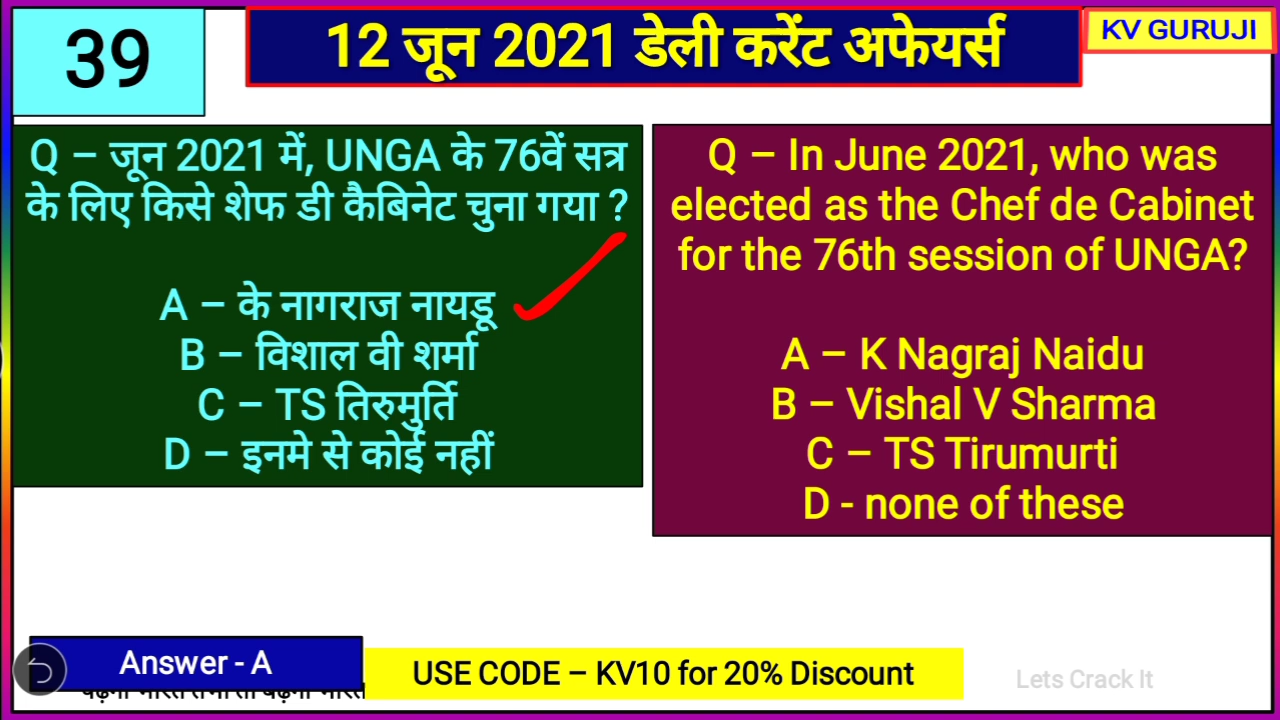 39
12 जून 2021 डेली करेंट अफेयर्स
KV GURUJI
Q – जून 2021 में, UNGA के 76वें सत्र
के लिए किसे शेफ डी कैबिनेट चुना गया ?
A – के नागराज नायडू
B – विशाल वी शर्मा
C – TS तिरुमुर्ति
D – इनमे से कोई नहीं
Q – In June 2021, who was
elected as the Chef de Cabinet
for the 76th session of UNGA?
A – K Nagraj Naidu
B – Vishal V Sharma
C – TS Tirumurti
D - none of these
Answer - A
USE CODE – KV10 for 20% Discount
Lets Crack It